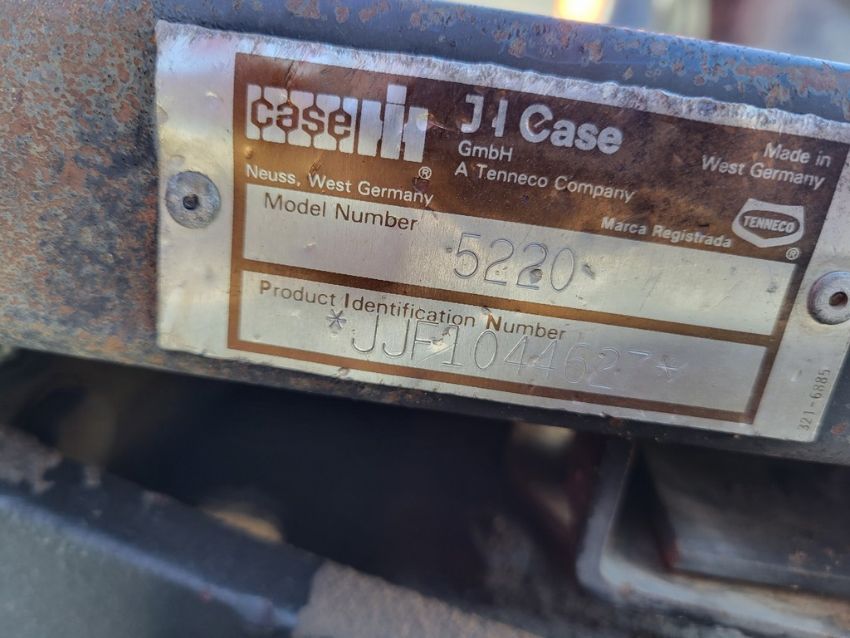 case ih
®
J I Case
GmbH
A Tenneco Company
Made in
West Germany
Neuss, West Germany
Marca Registrada
TENNECO
®
Model Number
5220
Product Identification Number
*JJF1044627*
321-6885